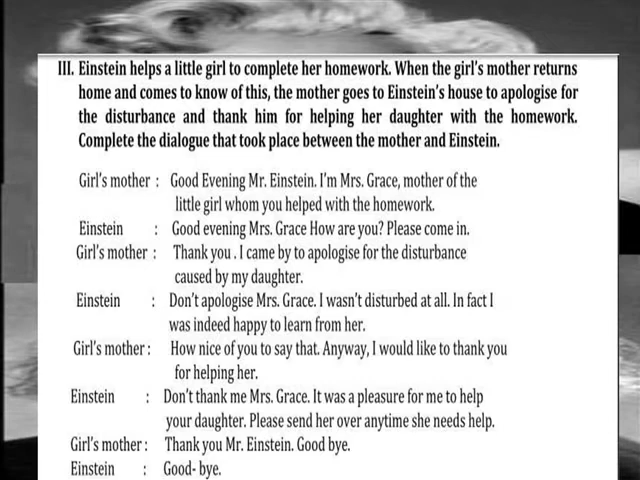 III. Einstein helps a little girl to complete her homework. When the girl's mother returns
home and comes to know of this, the mother goes to Einstein's house to apologise for
the disturbance and thank him for helping her daughter with the homework.
Complete the dialogue that took place between the mother and Einstein.
Girl's mother : Good Evening Mr. Einstein. I'm Mrs. Grace, mother of the
little girl whom you helped with the homework.
Einstein : Good evening Mrs. Grace How are you? Please come in.
Girl's mother : Thank you . I came by to apologise for the disturbance
caused by my daughter.
Einstein : Don't apologise Mrs. Grace. I wasn't disturbed at all. In fact I
was indeed happy to learn from her.
Girl's mother : How nice of you to say that. Anyway, I would like to thank you
for helping her.
Einstein : Don't thank me Mrs. Grace. It was a pleasure for me to help
your daughter. Please send her over anytime she needs help.
Girl's mother : Thank you Mr. Einstein. Good bye.
Einstein : Good- bye.